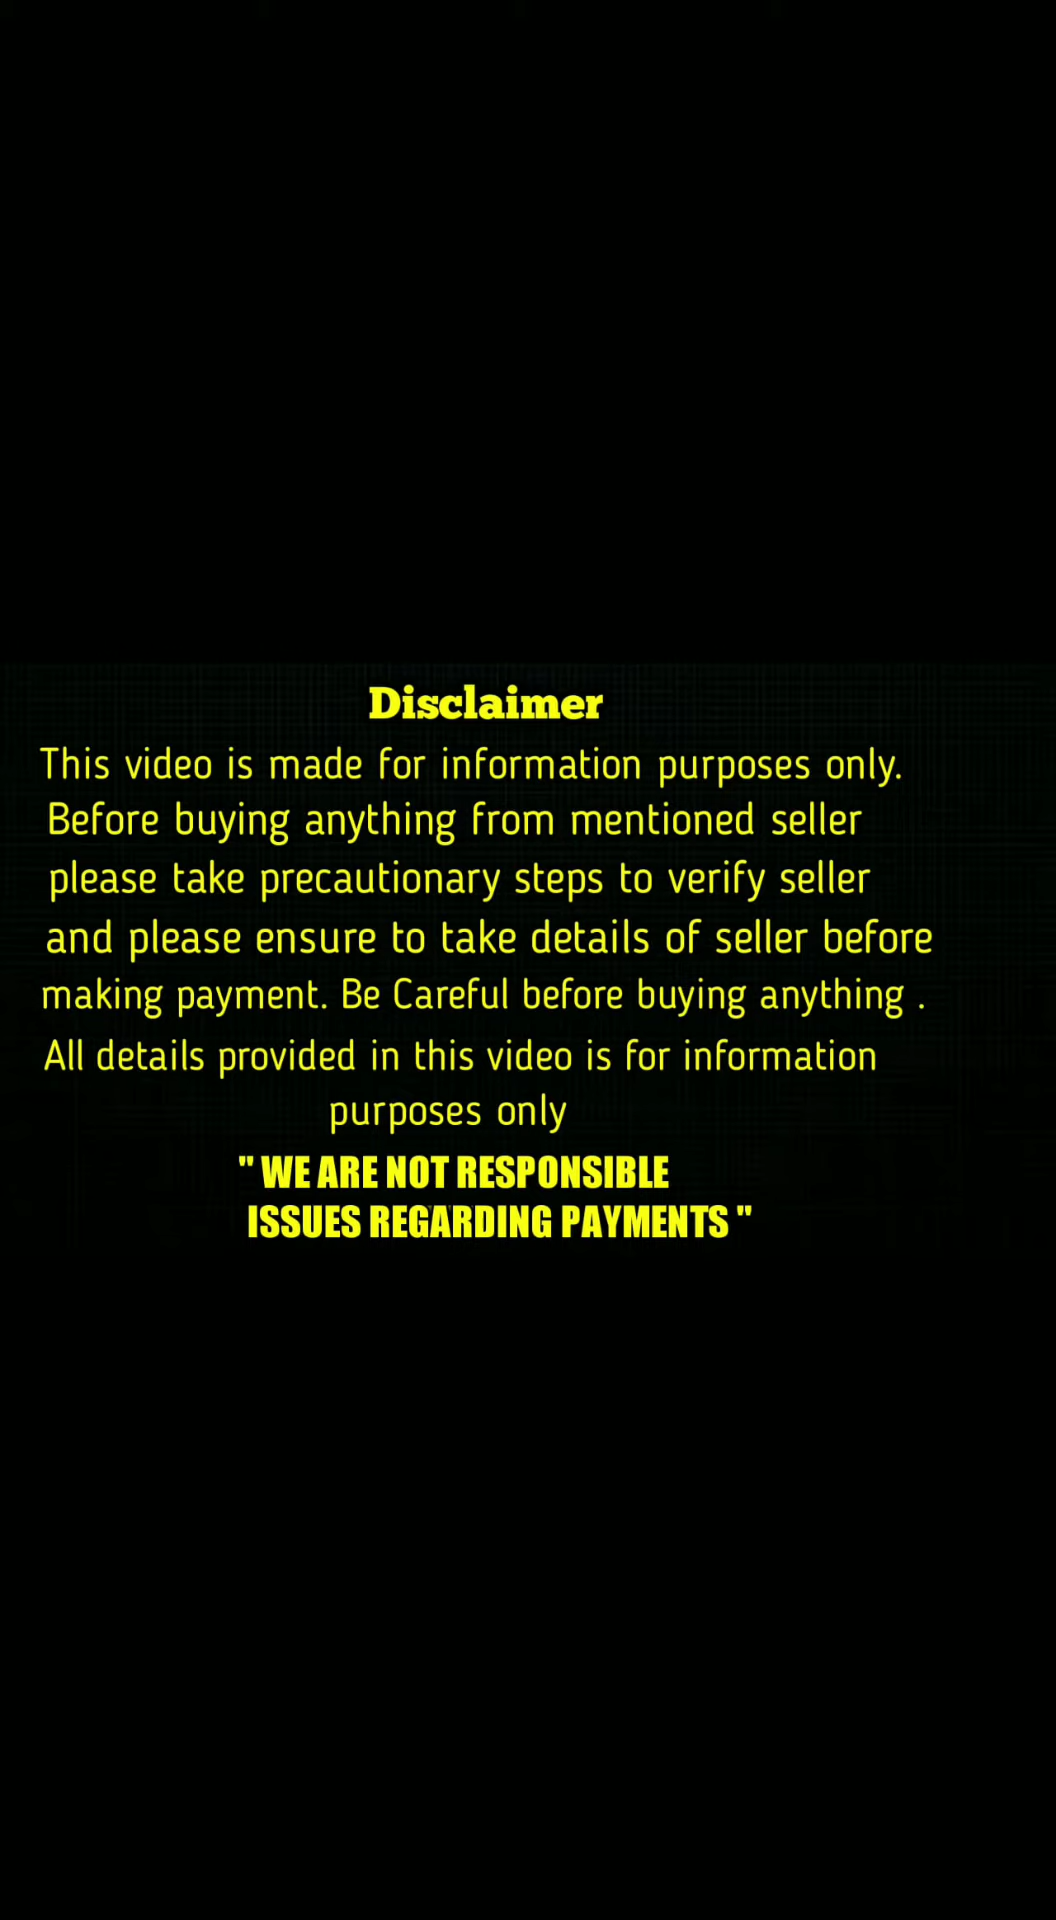 Disclaimer
This video is made for information purposes only.
Before buying anything from mentioned seller
please take precautionary steps to verify seller
and please ensure to take details of seller before
making payment. Be Careful before buying anything .
All details provided in this video is for information
purposes only
" WE ARE NOT RESPONSIBLE
ISSUES REGARDING PAYMENTS "